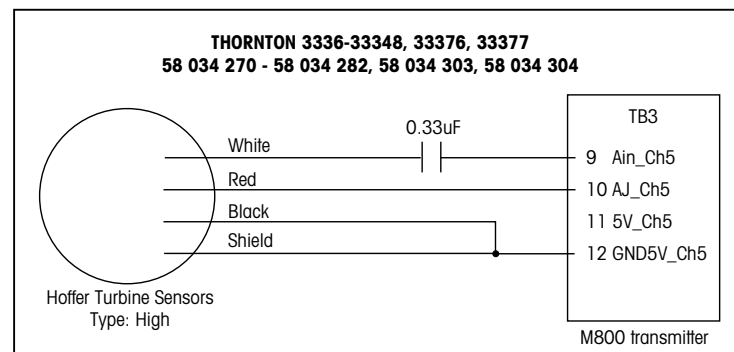 THORNTON 3336-33348, 33376, 33377
58 034 270 - 58 034 282, 58 034 303, 58 034 304
TB3
0.33uF
White
9 Ain_Ch5
Red
10 AJ_Ch5
Black
11 5V_Ch5
Shield
12 GND5V_Ch5
Hoffer Turbine Sensors
Type: High
M800 transmitter